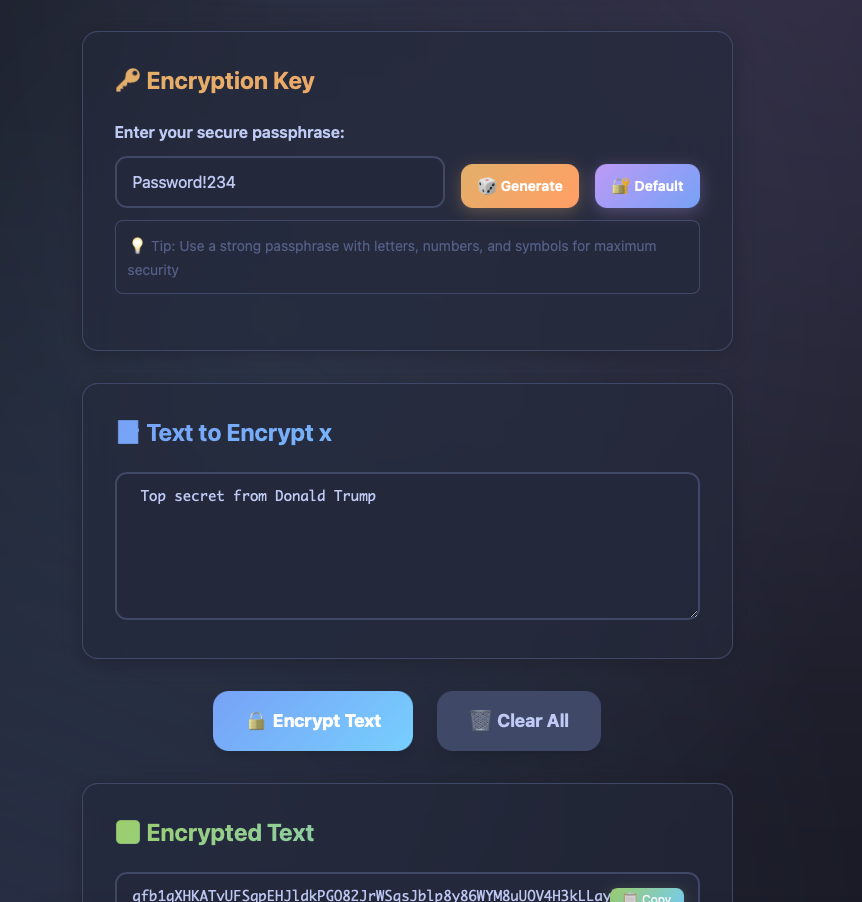 🔑 Encryption Key
Enter your secure passphrase:
Password!234
🎲 Generate
🔐 Default
💡 Tip: Use a strong passphrase with letters, numbers, and symbols for maximum
security
Text to Encrypt x
Top secret from Donald Trump
🔒 Encrypt Text
🗑️ Clear All
Encrypted Text
📋 Copy